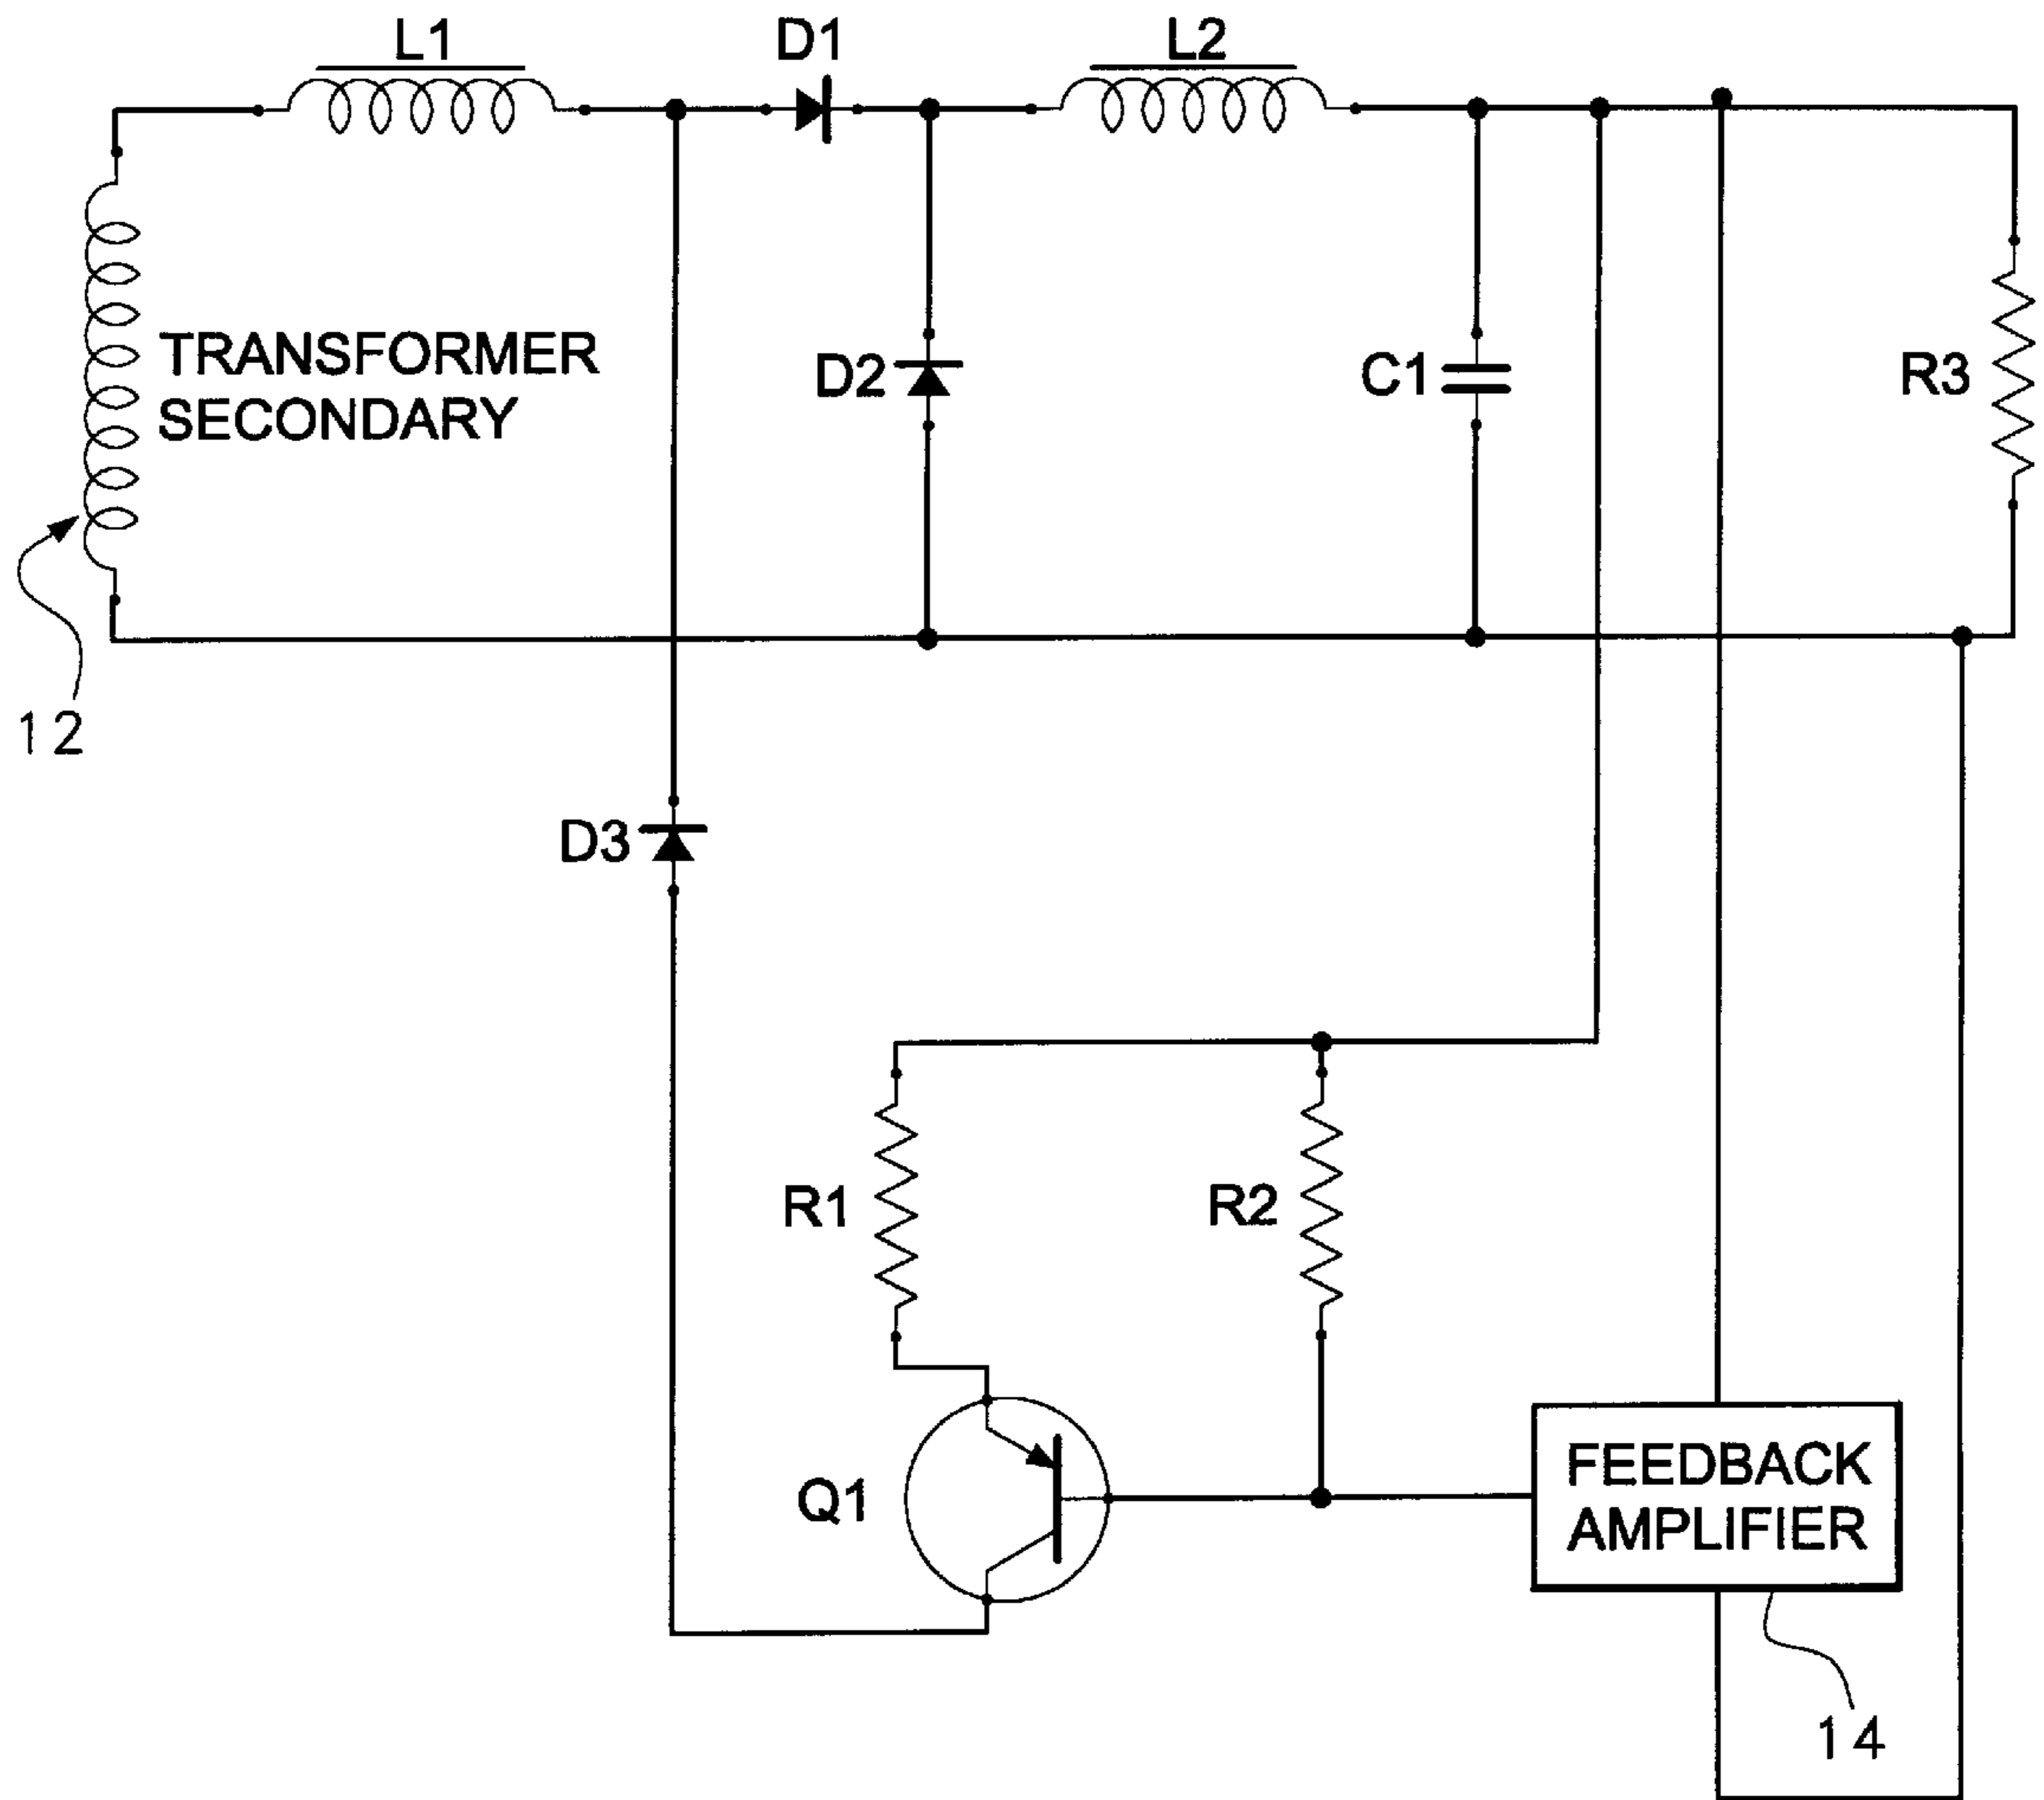 L1
D1
L2
TRANSFORMER
SECONDARY
D2
C1
R3
12
D3
R1
R2
Q1
FEEDBACK
AMPLIFIER
14